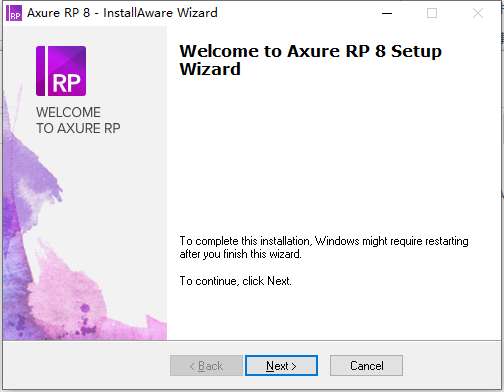 Axure RP 8 - InstallAware Wizard
RP
WELCOME
TO AXURE RP
Welcome to Axure RP 8 Setup
Wizard
To complete this installation, Windows might require restarting
after you finish this wizard.
To continue, click Next.
< Back
Next >
Cancel